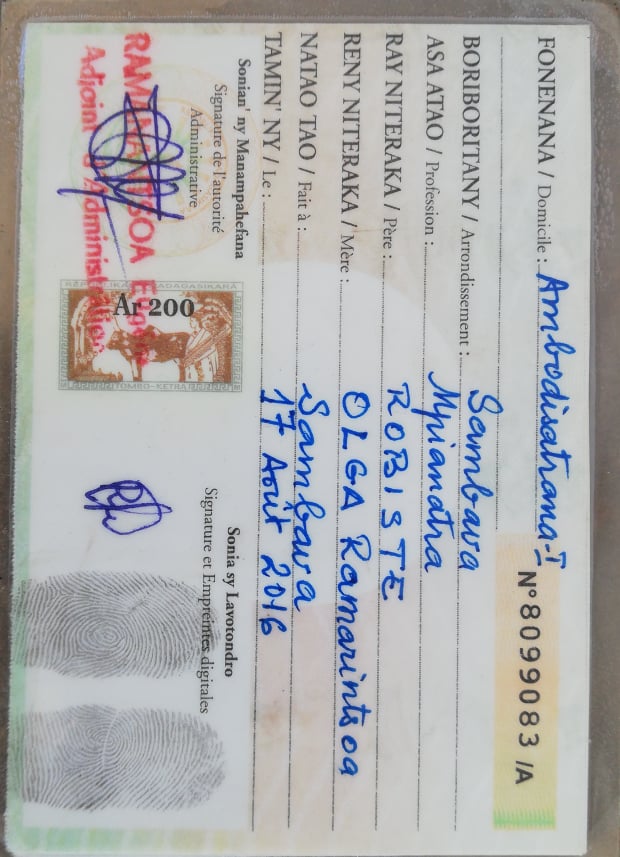 FONENANA / Domicile : Ambodisatrana-I
N° 8099083 /A
BORIBORITANY / Arrondissement : Sambava
ASA ATAO / Profession : Mpianatra
RAY NITERAKA / Père : ROBISTE
RENY NITERAKA / Mère : OLGA Ramarintsoa
NATAO TAO / Fait à : Sambava
TAMIN' NY / Le : 17 Août 2016
Sonian' ny Manampahefana
Signature de l'autorité
Administrative
Sonia sy Lavotondro
Signature et Empreintes digitales
RAMANANTSOA
Adjoint d'Administration
Ar 200